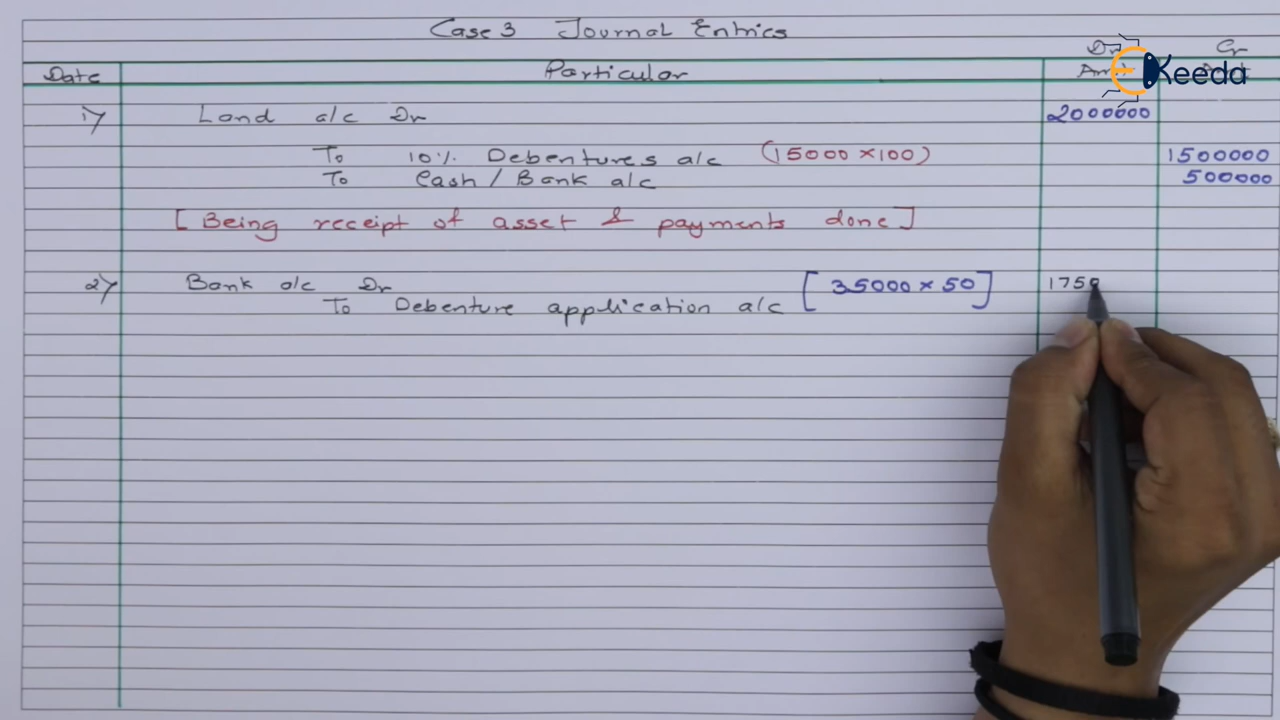 Case 3 Journal Entries
Dr Cr
Date Particular
Keeda
1) Land a/c Dr 2000000
To 10% Debentures a/c (15000 × 100) 1500000
To Cash / Bank a/c 500000
[Being receipt of asset & payments done]
2) Bank a/c Dr [35000 × 50] 1750
To Debenture application a/c